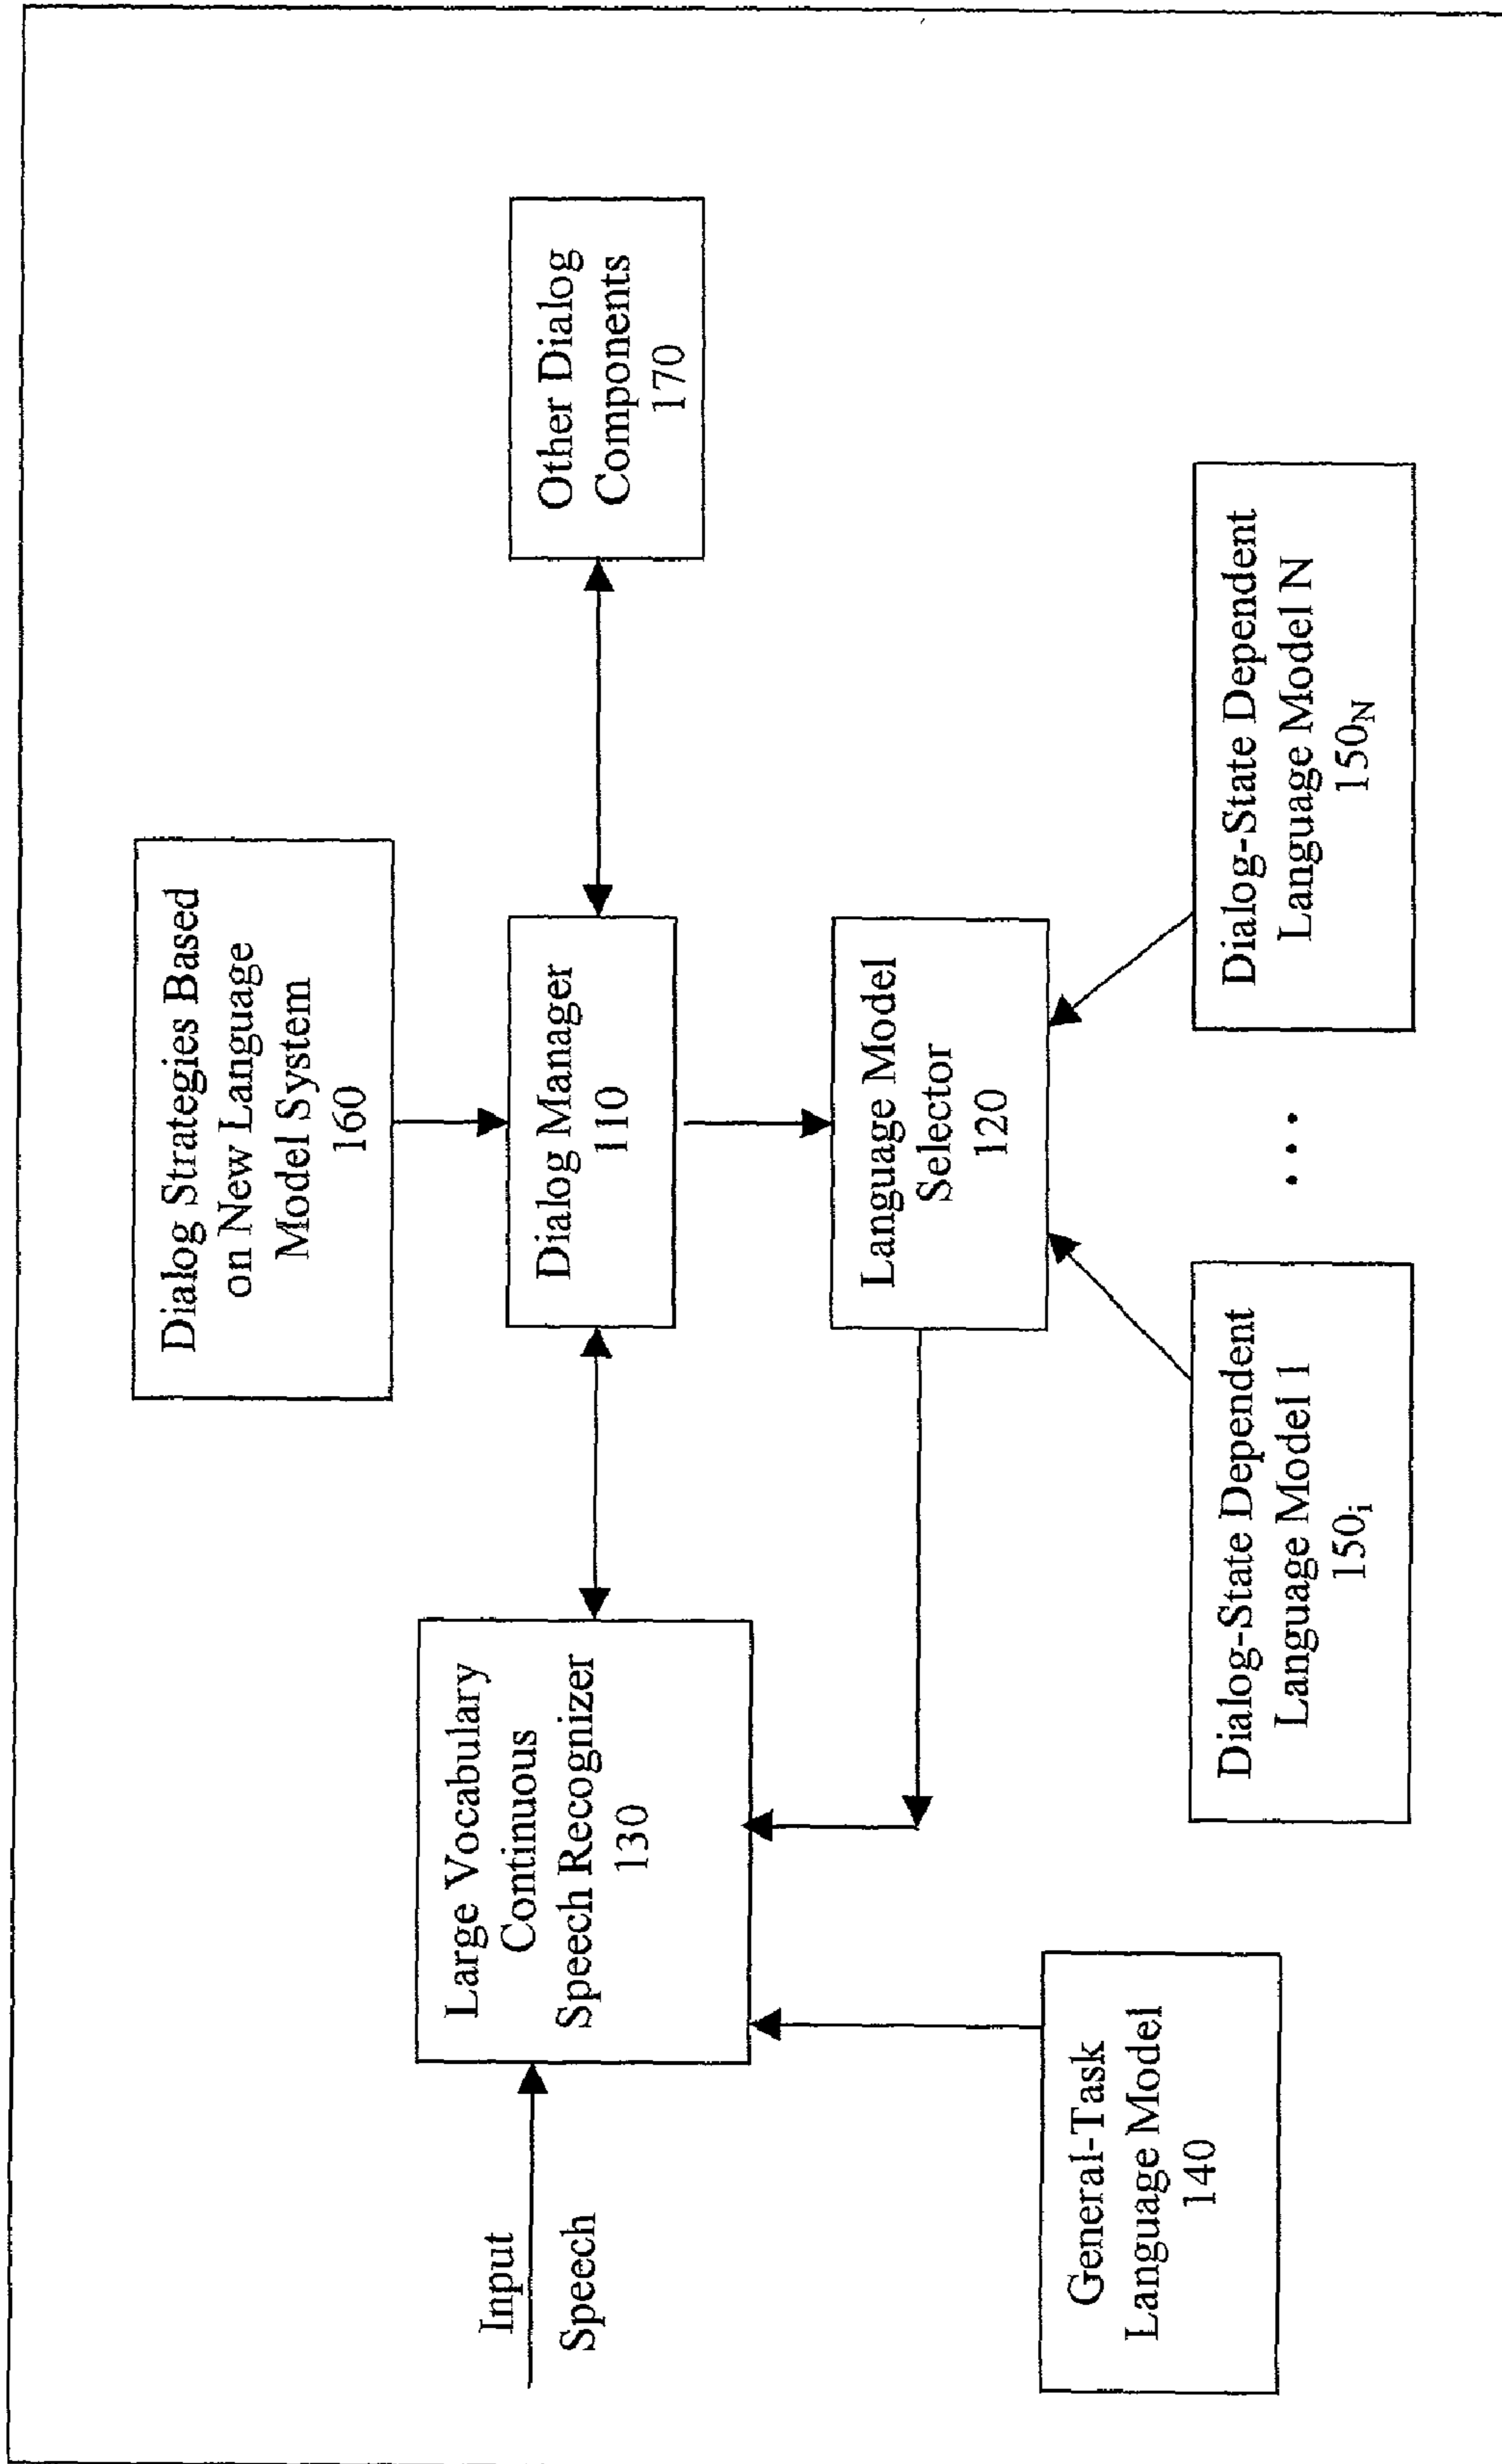 Dialog Strategies Based
on New Language
Model System
160
Input
Speech
Large Vocabulary
Continuous
Speech Recognizer
130
Dialog Manager
110
Other Dialog
Components
170
Language Model
Selector
120
General-Task
Language Model
140
Dialog-State Dependent
Language Model 1
150i
...
Dialog-State Dependent
Language Model N
150N